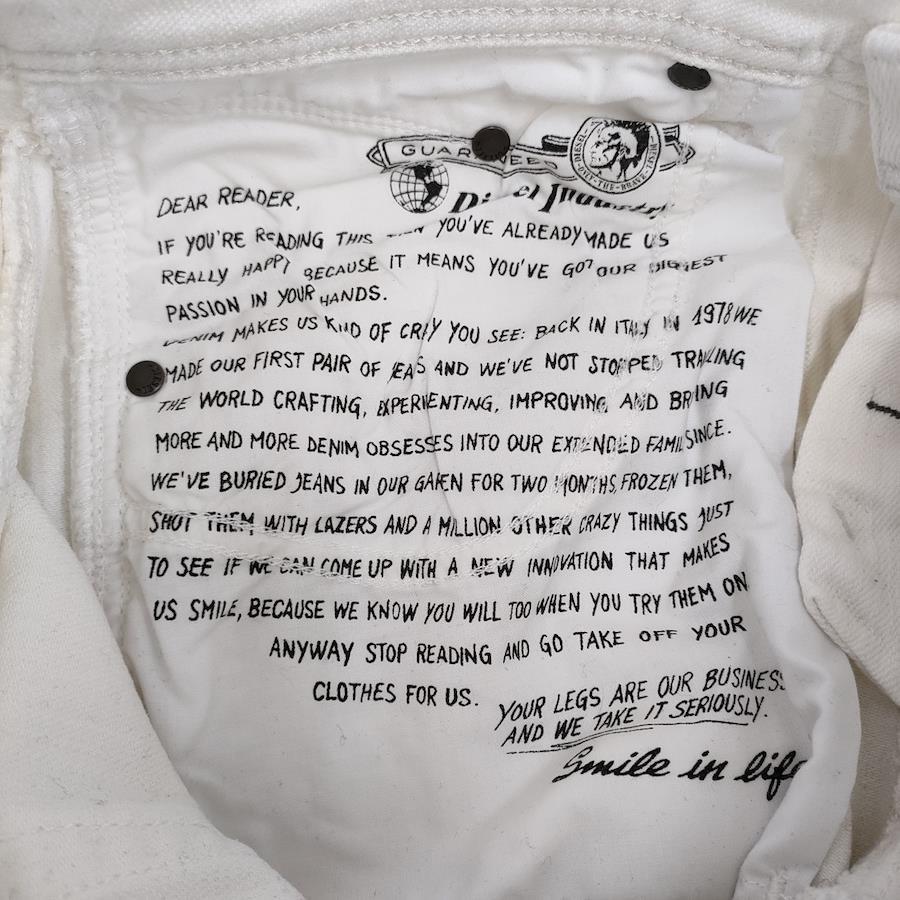 GUARANTEED
DIESEL
ONLY THE BRAVE
Diesel Industry
DEAR READER,
IF YOU'RE READING THIS YOU'VE ALREADY MADE US
REALLY HAPPY BECAUSE IT MEANS YOU'VE GOT OUR BIGGEST
PASSION IN YOUR HANDS.
DENIM MAKES US KIND OF CRAZY YOU SEE: BACK IN ITALY IN 1978 WE
MADE OUR FIRST PAIR OF JEANS AND WE'VE NOT STOPPED TRAVELING
THE WORLD CRAFTING, EXPERIMENTING, IMPROVING AND BRING
MORE AND MORE DENIM OBSESSES INTO OUR EXTENDED FAMILY SINCE.
WE'VE BURIED JEANS IN OUR GARDEN FOR TWO MONTHS, FROZEN THEM,
SHOT THEM WITH LAZERS AND A MILLION OTHER CRAZY THINGS JUST
TO SEE IF WE CAN COME UP WITH A NEW INNOVATION THAT MAKES
US SMILE, BECAUSE WE KNOW YOU WILL TOO WHEN YOU TRY THEM ON
ANYWAY STOP READING AND GO TAKE OFF YOUR
CLOTHES FOR US.
YOUR LEGS ARE OUR BUSINESS
AND WE TAKE IT SERIOUSLY.
Smile in life